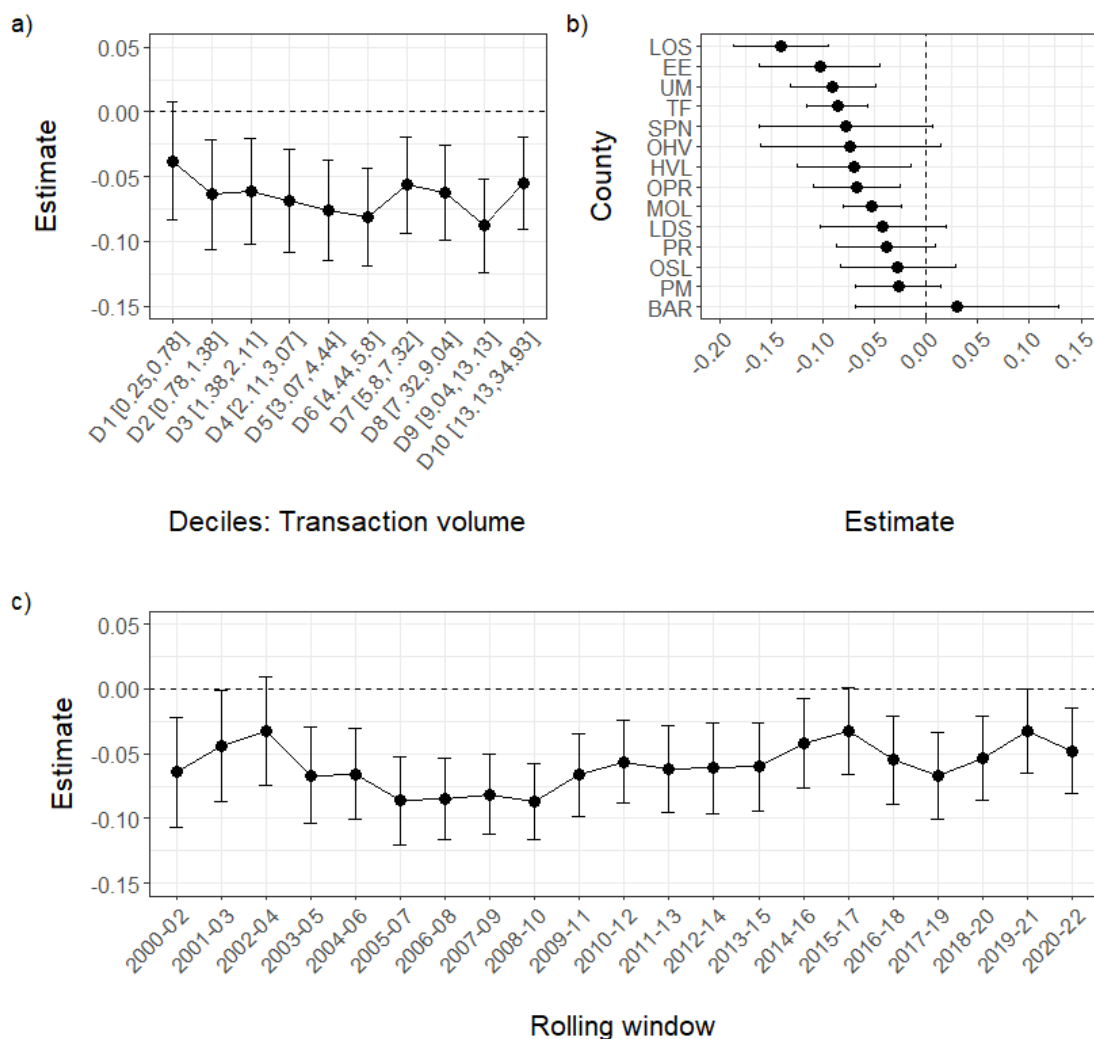 a)
0.05
0.00
-0.05
-0.10
-0.15
Estimate
D1 [0.25,0.78]
D2 [0.78,1.38]
D3 [1.38,2.11]
D4 [2.11,3.07]
D5 [3.07,4.44]
D6 [4.44,5.8]
D7 [5.8,7.32]
D8 [7.32,9.04]
D9 [9.04,13.13]
D10 [13.13,34.93]
Deciles: Transaction volume
b)
LOS
EE
UM
TF
SPN
OHV
HVL
OPR
MOL
LDS
PR
OSL
PM
BAR
County
-0.20
-0.15
-0.10
-0.05
0.00
0.05
0.10
0.15
Estimate
c)
0.05
0.00
-0.05
-0.10
-0.15
Estimate
2000-02
2001-03
2002-04
2003-05
2004-06
2005-07
2006-08
2007-09
2008-10
2009-11
2010-12
2011-13
2012-14
2013-15
2014-16
2015-17
2016-18
2017-19
2018-20
2019-21
2020-22
Rolling window